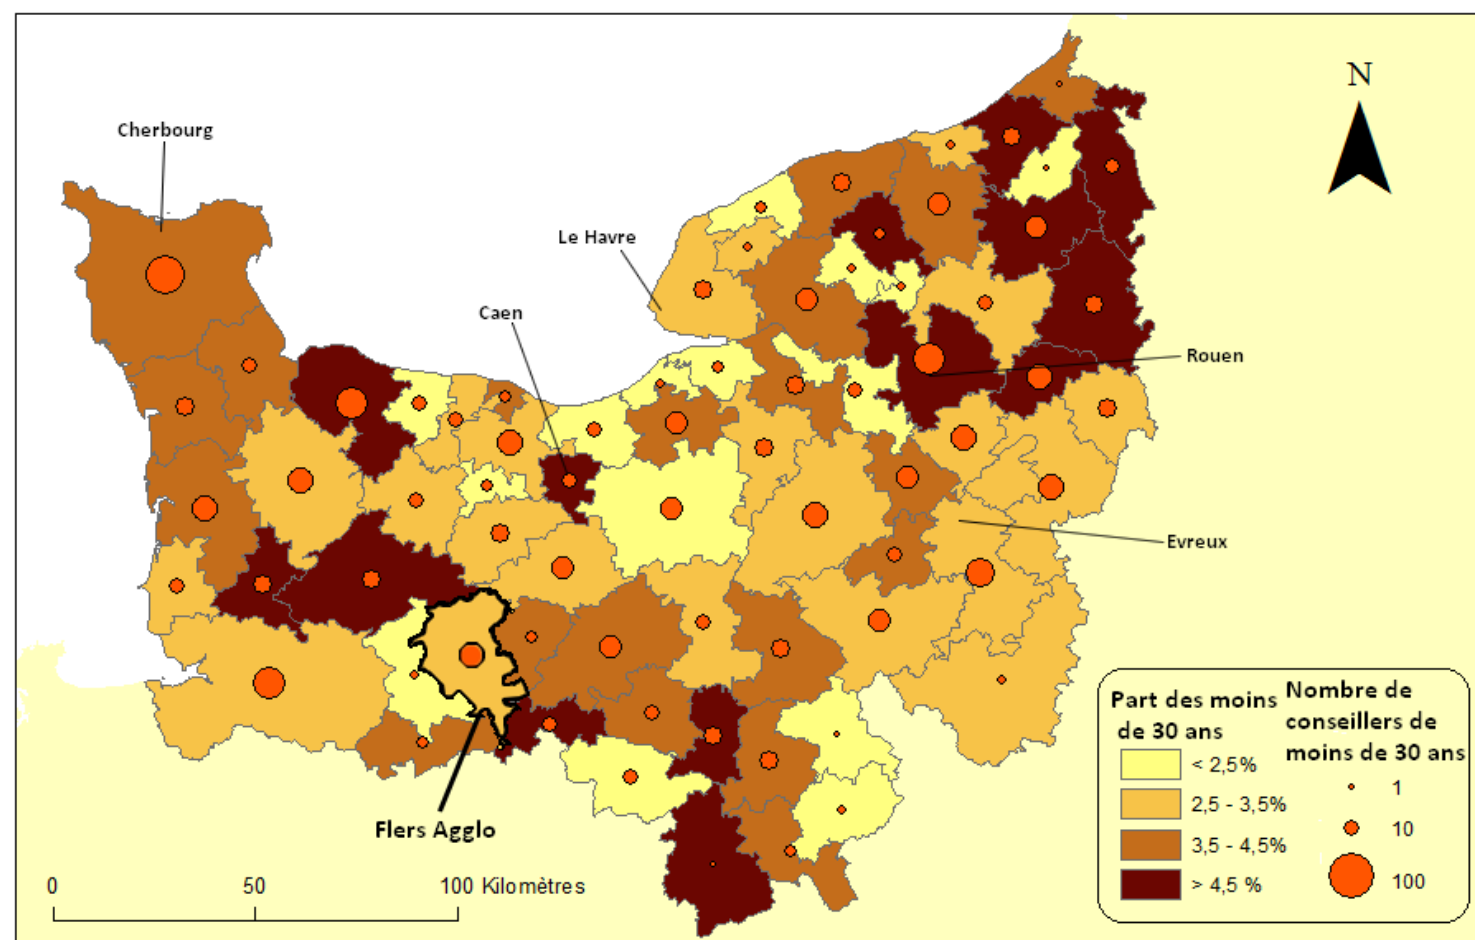 N
Cherbourg
Le Havre
Caen
Rouen
Evreux
Flers Agglo
0 50 100 Kilomètres
Part des moins
de 30 ans
< 2,5%
2,5 - 3,5%
3,5 - 4,5%
> 4,5 %
Nombre de
conseillers de
moins de 30 ans
1
10
100